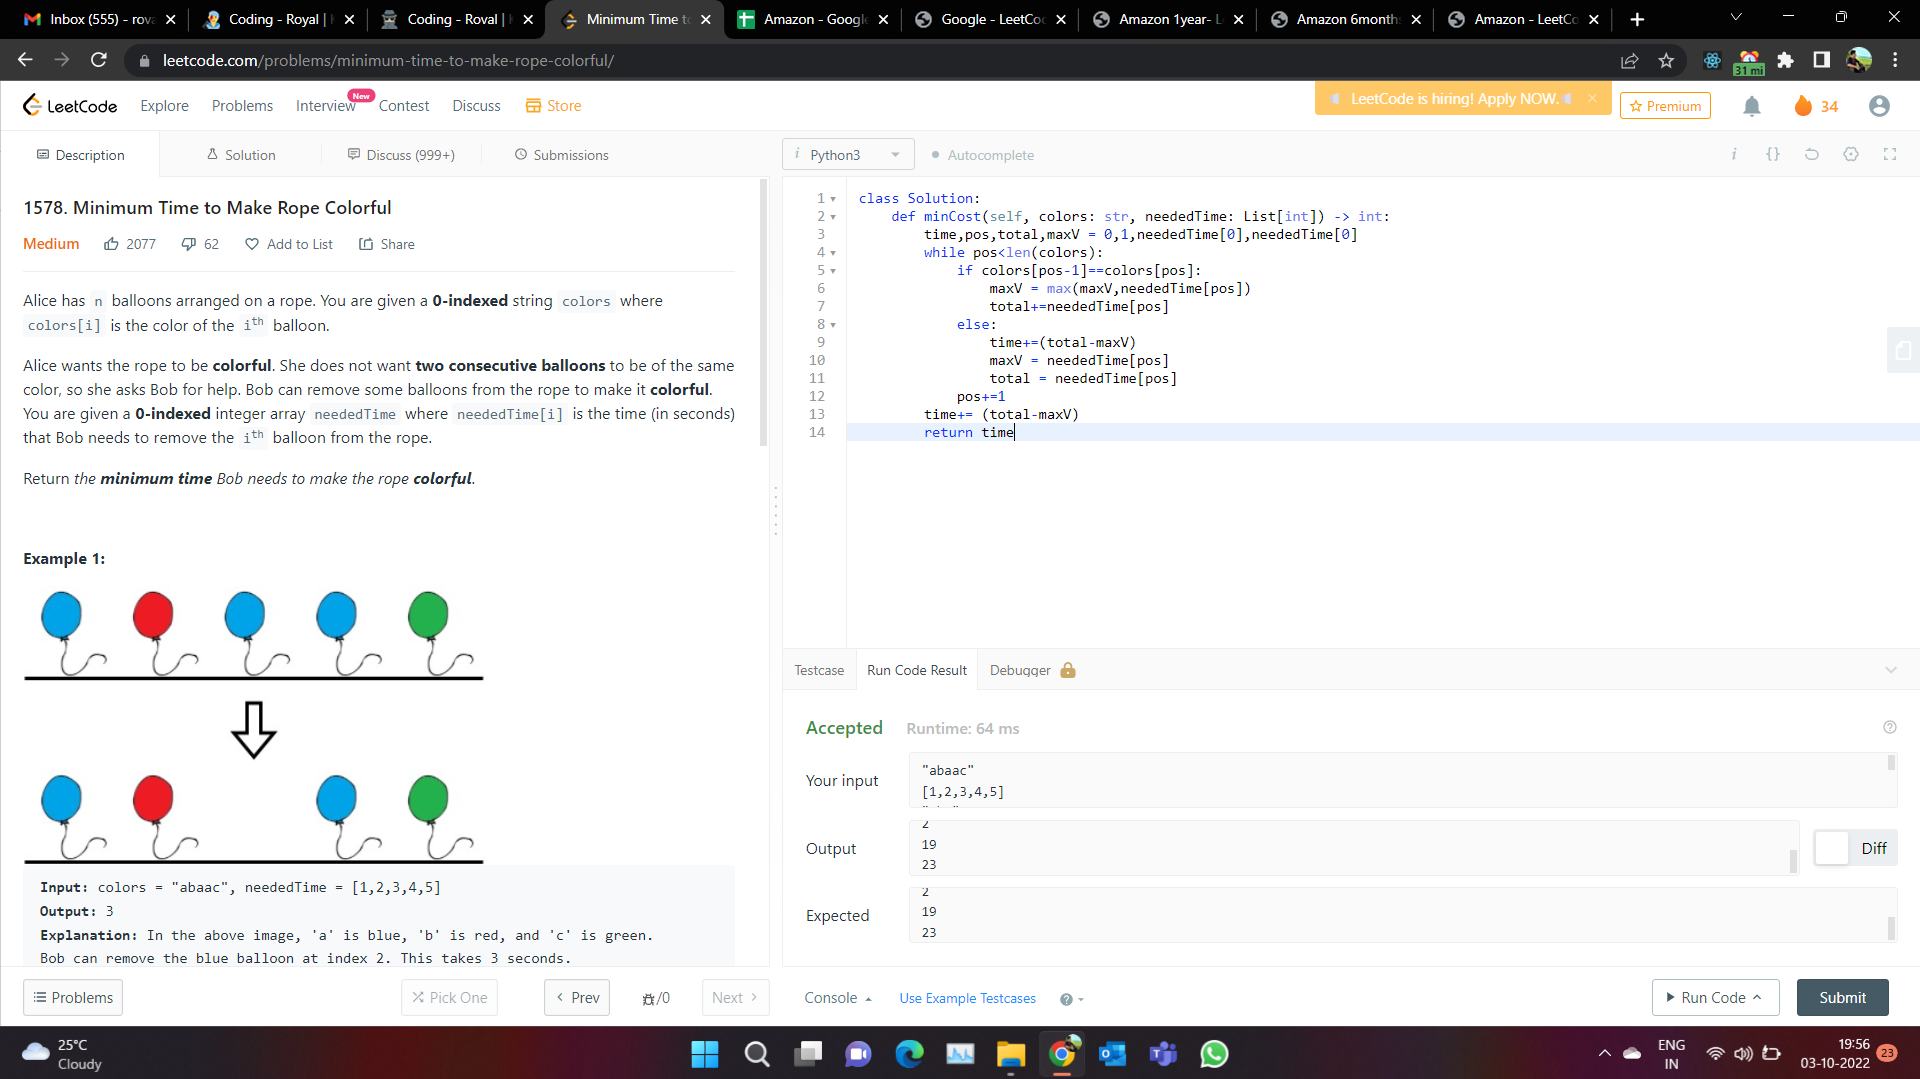 Inbox (555) - rova
Coding - Royal |
Coding - Roval |
Minimum Time to
Amazon - Google
Google - LeetCo
Amazon 1year- L
Amazon 6month
Amazon - LeetCo
leetcode.com/problems/minimum-time-to-make-rope-colorful/
31 mi
LeetCode
Explore
Problems
Interview
New
Contest
Discuss
Store
LeetCode is hiring! Apply NOW.
Premium
34
Description
Solution
Discuss (999+)
Submissions
i Python3
Autocomplete
1578. Minimum Time to Make Rope Colorful
Medium
2077
62
Add to List
Share
Alice has n balloons arranged on a rope. You are given a 0-indexed string colors where
colors[i] is the color of the ith balloon.
Alice wants the rope to be colorful. She does not want two consecutive balloons to be of the same
color, so she asks Bob for help. Bob can remove some balloons from the rope to make it colorful.
You are given a 0-indexed integer array neededTime where neededTime[i] is the time (in seconds)
that Bob needs to remove the ith balloon from the rope.
Return the minimum time Bob needs to make the rope colorful.
Example 1:
Input: colors = "abaac", neededTime = [1,2,3,4,5]
Output: 3
Explanation: In the above image, 'a' is blue, 'b' is red, and 'c' is green.
Bob can remove the blue balloon at index 2. This takes 3 seconds.
1 class Solution:
2 def minCost(self, colors: str, neededTime: List[int]) -> int:
3 time,pos,total,maxV = 0,1,neededTime[0],neededTime[0]
4 while pos<len(colors):
5 if colors[pos-1]==colors[pos]:
6 maxV = max(maxV,neededTime[pos])
7 total+=neededTime[pos]
8 else:
9 time+=(total-maxV)
10 maxV = neededTime[pos]
11 total = neededTime[pos]
12 pos+=1
13 time+= (total-maxV)
14 return time
Testcase
Run Code Result
Debugger
Accepted
Runtime: 64 ms
Your input
"abaac"
[1,2,3,4,5]
Output
2
19
23
Diff
Expected
2
19
23
Problems
Pick One
Prev
/0
Next
Console
Use Example Testcases
Run Code
Submit
25°C
Cloudy
ENG
IN
19:56
03-10-2022
23